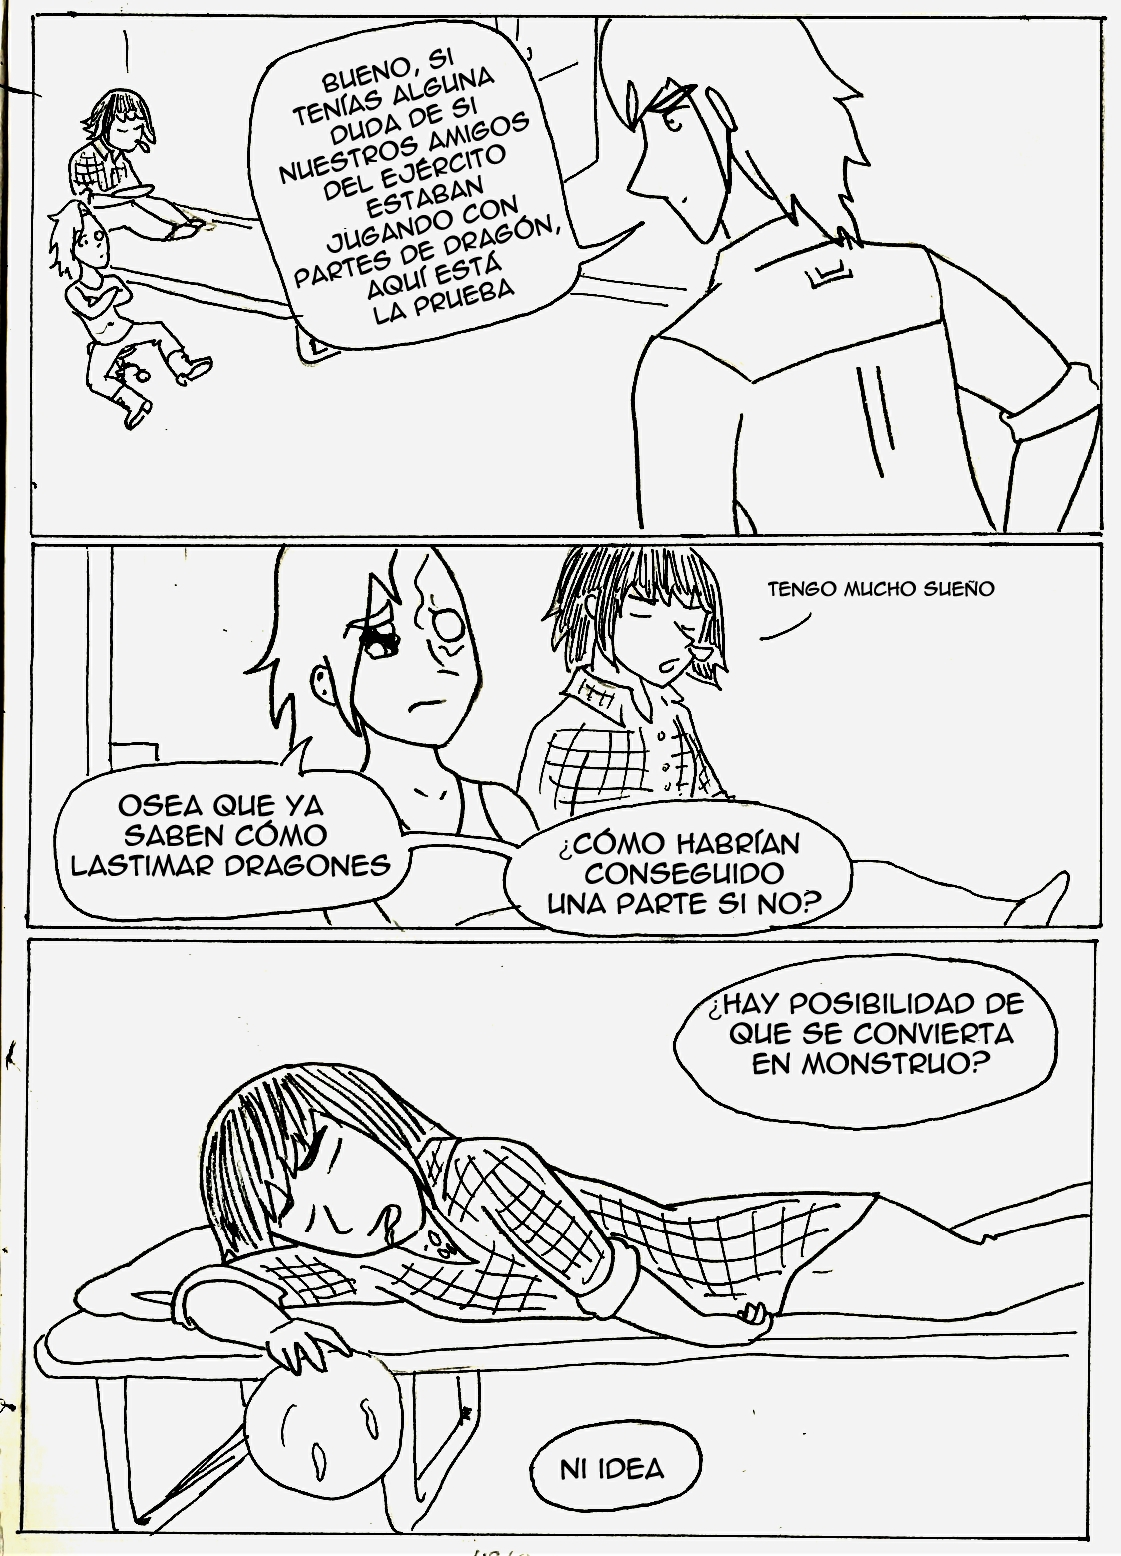 BUENO, SI
TENÍAS ALGUNA
DUDA DE SI
NUESTROS AMIGOS
DEL EJÉRCITO
ESTABAN
JUGANDO CON
PARTES DE DRAGÓN,
AQUÍ ESTÁ
LA PRUEBA
TENGO MUCHO SUEÑO
OSEA QUE YA
SABEN CÓMO
LASTIMAR DRAGONES
¿CÓMO HABRÍAN
CONSEGUIDO
UNA PARTE SI NO?
¿HAY POSIBILIDAD DE
QUE SE CONVIERTA
EN MONSTRUO?
NI IDEA